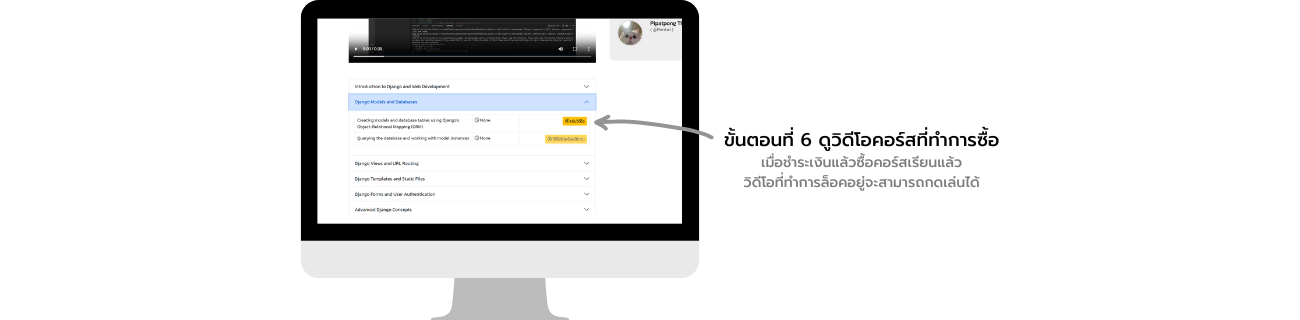 Pipatpong T
0:00 / 0:08
Introduction to Django and Web Development
Django Models and Databases
Creating models and database tables using Django's
Object-Relational Mapping (ORM)
None
Querying the database and working with model instances
None
Django Views and URL Routing
Django Templates and Static Files
Django Forms and User Authentication
Advanced Django Concepts
ขั้นตอนที่ 6 ดูวิดีโอคอร์สที่ทำการซื้อ
เมื่อชำระเงินแล้วซื้อคอร์สเรียนแล้ว
วิดีโอที่ทำการล็อคอยู่จะสามารถกดเล่นได้